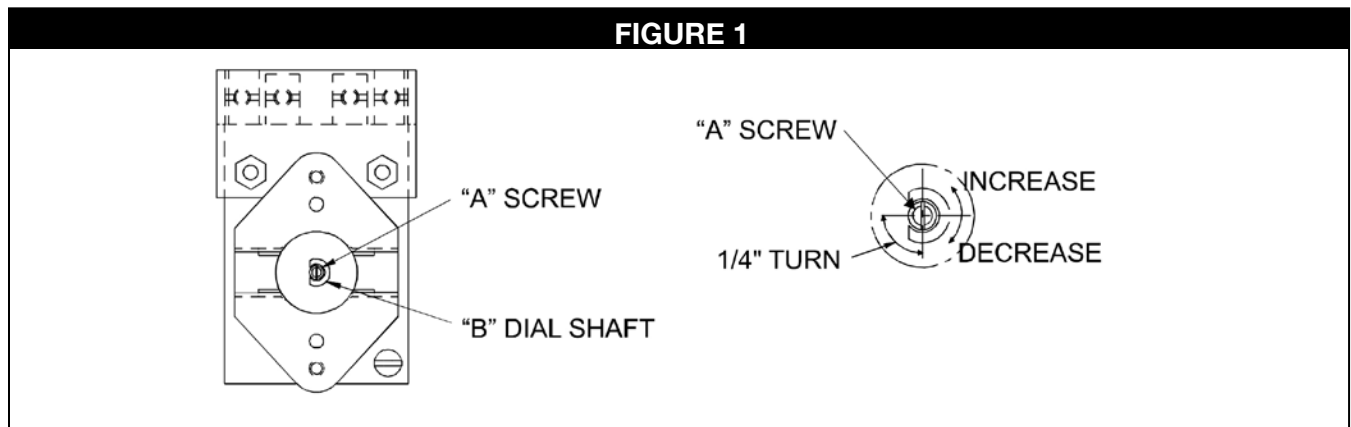 FIGURE 1
“A” SCREW
“B” DIAL SHAFT
“A” SCREW
INCREASE
DECREASE
1/4" TURN